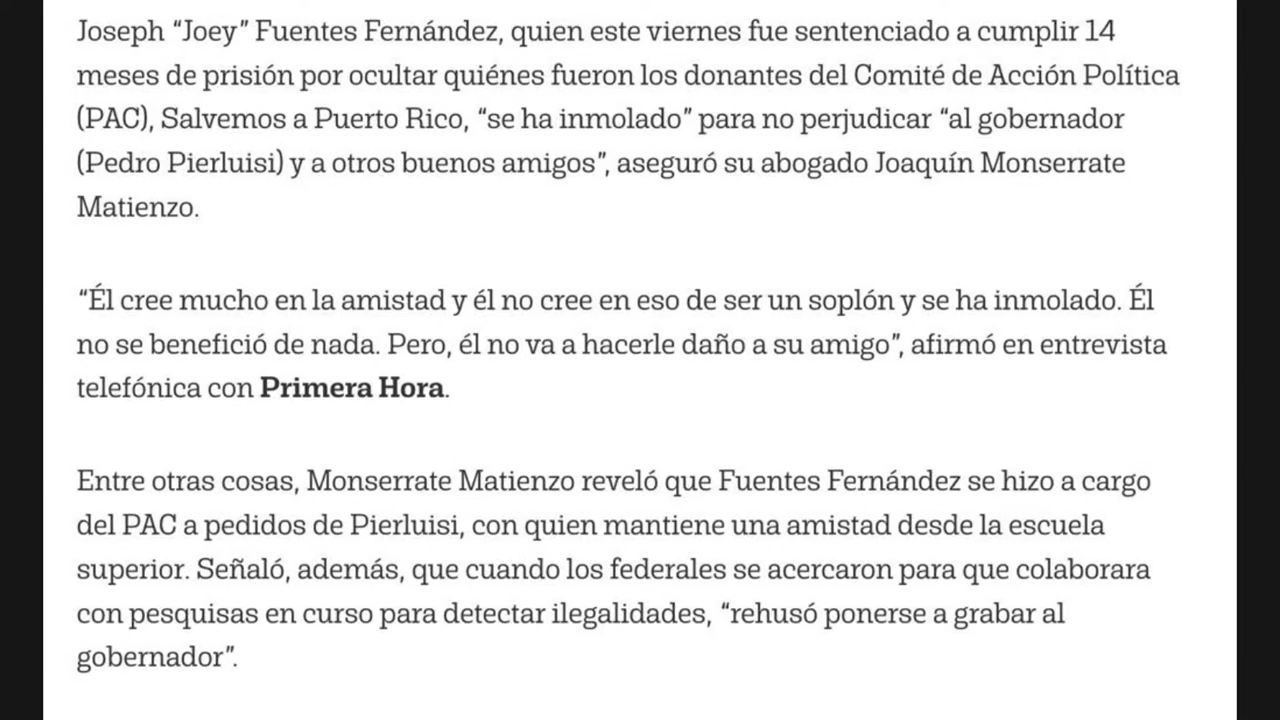 Joseph “Joey” Fuentes Fernández, quien este viernes fue sentenciado a cumplir 14
meses de prisión por ocultar quiénes fueron los donantes del Comité de Acción Política
(PAC), Salvemos a Puerto Rico, “se ha inmolado” para no perjudicar “al gobernador
(Pedro Pierluisi) y a otros buenos amigos”, aseguró su abogado Joaquín Monserrate
Matienzo.
“Él cree mucho en la amistad y él no cree en eso de ser un soplón y se ha inmolado. Él
no se benefició de nada. Pero, él no va a hacerle daño a su amigo”, afirmó en entrevista
telefónica con Primera Hora.
Entre otras cosas, Monserrate Matienzo reveló que Fuentes Fernández se hizo a cargo
del PAC a pedidos de Pierluisi, con quien mantiene una amistad desde la escuela
superior. Señaló, además, que cuando los federales se acercaron para que colaborara
con pesquisas en curso para detectar ilegalidades, “rehusó ponerse a grabar al
gobernador”.